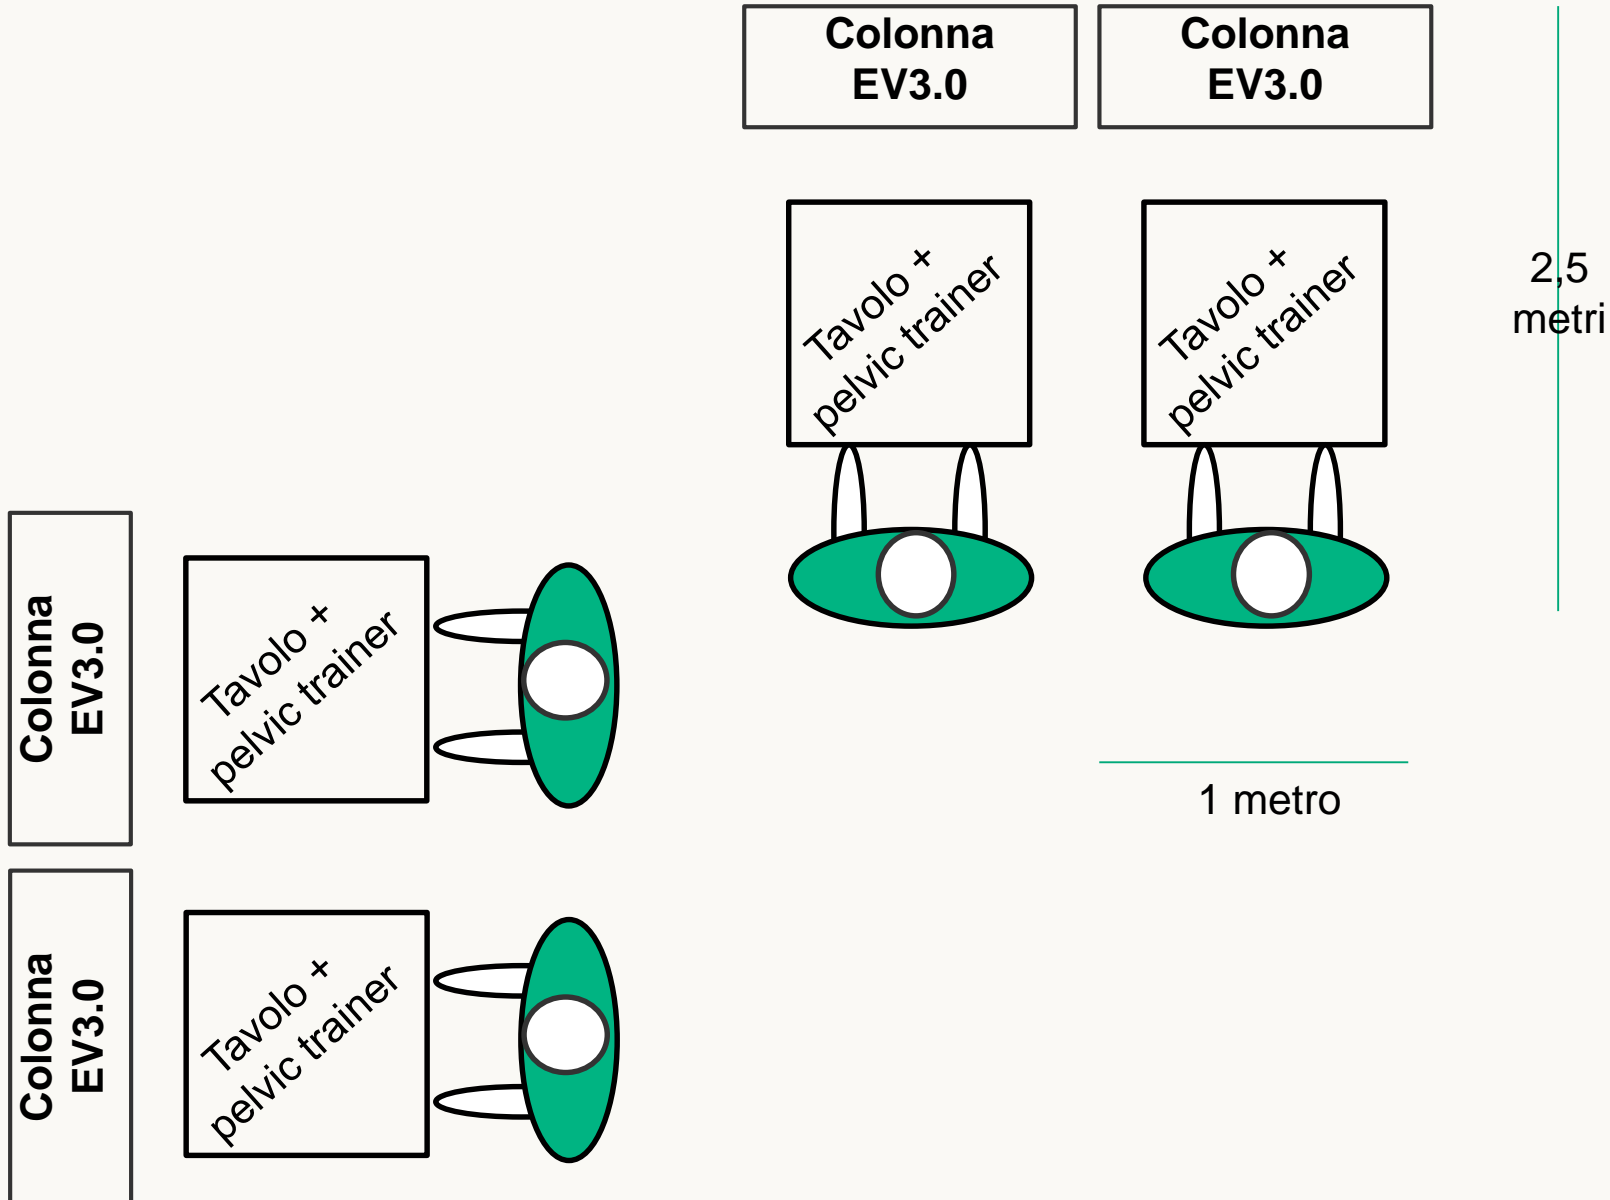 Colonna
EV3.0
Colonna
EV3.0
Tavolo +
pelvic trainer
Tavolo +
pelvic trainer
2,5
metri
Colonna
EV3.0
Tavolo +
pelvic trainer
1 metro
Colonna
EV3.0
Tavolo +
pelvic trainer